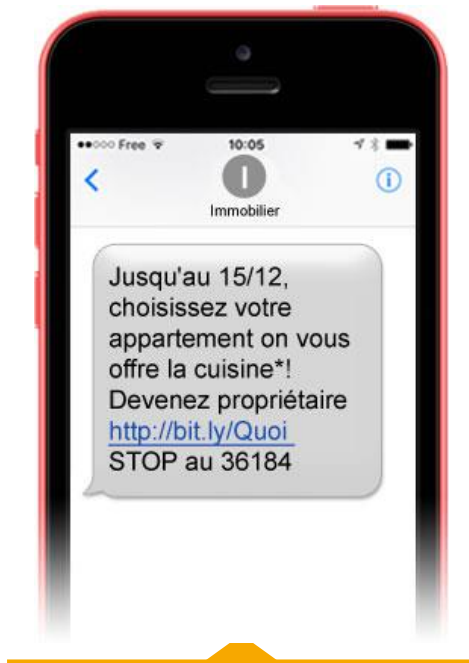 Free 10:05
I
Immobilier
Jusqu'au 15/12,
choisissez votre
appartement on vous
offre la cuisine*!
Devenez propriétaire
http://bit.ly/Quoi
STOP au 36184